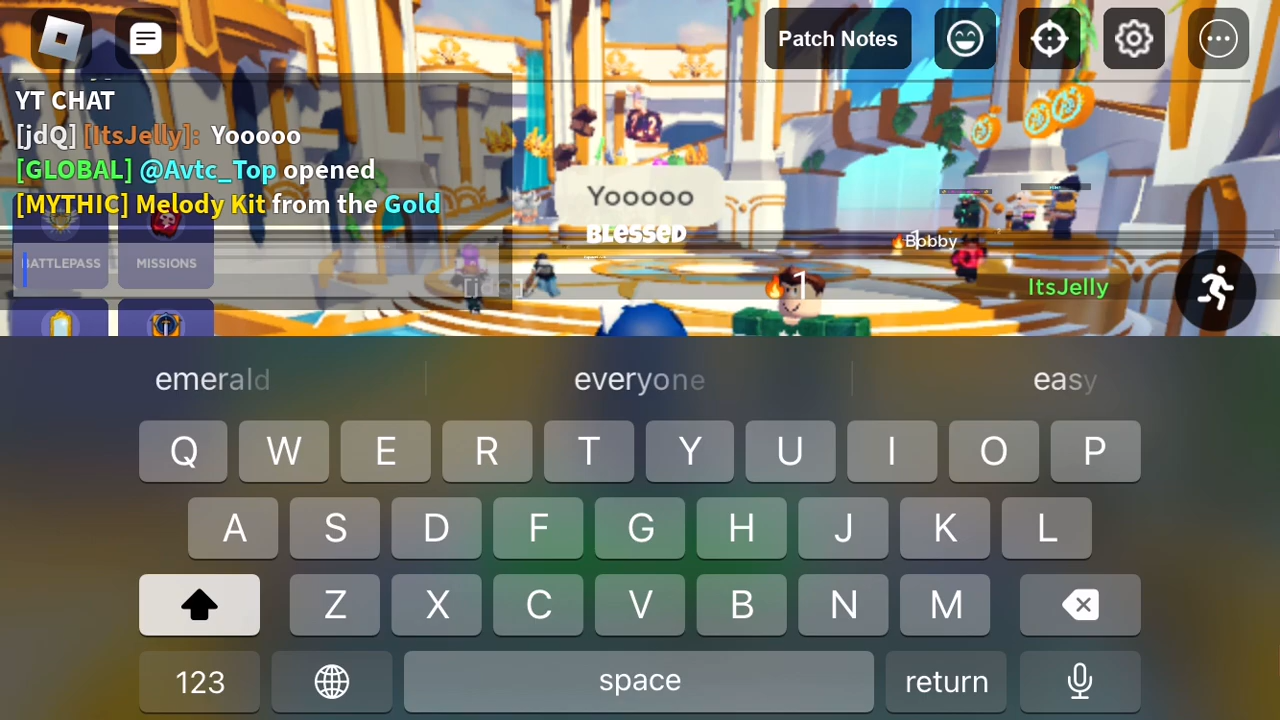 Patch Notes
YT CHAT
[jdQ] [ItsJelly]: Yooooo
[GLOBAL] @Avtc_Top opened
[MYTHIC] Melody Kit from the Gold
Yooooo
BLESSED
Bobby
BATTLEPASS
MISSIONS
1
ItsJelly
emerald
everyone
easy
Q W E R T Y U I O P
A S D F G H J K L
Z X C V B N M
123
space
return